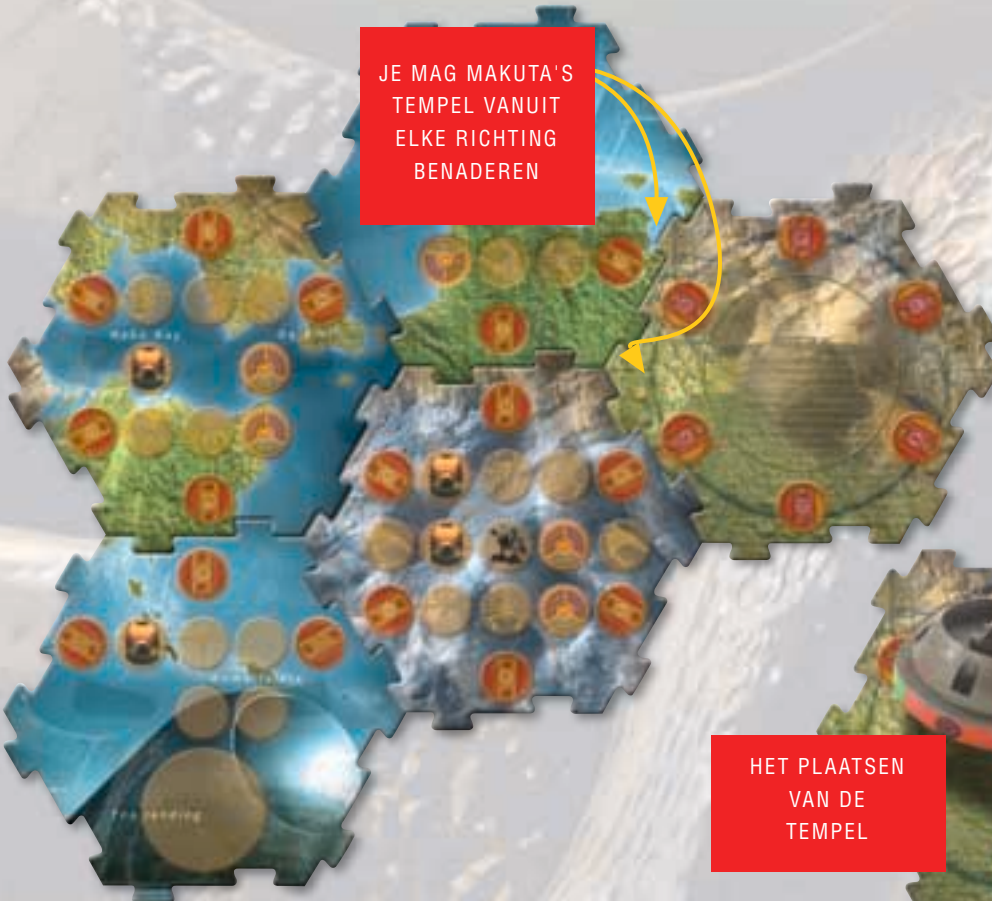 JE MAG MAKUTA'S
TEMPEL VANUIT
ELKE RICHTING
BENADEREN
HET PLAATSEN
VAN DE
TEMPEL